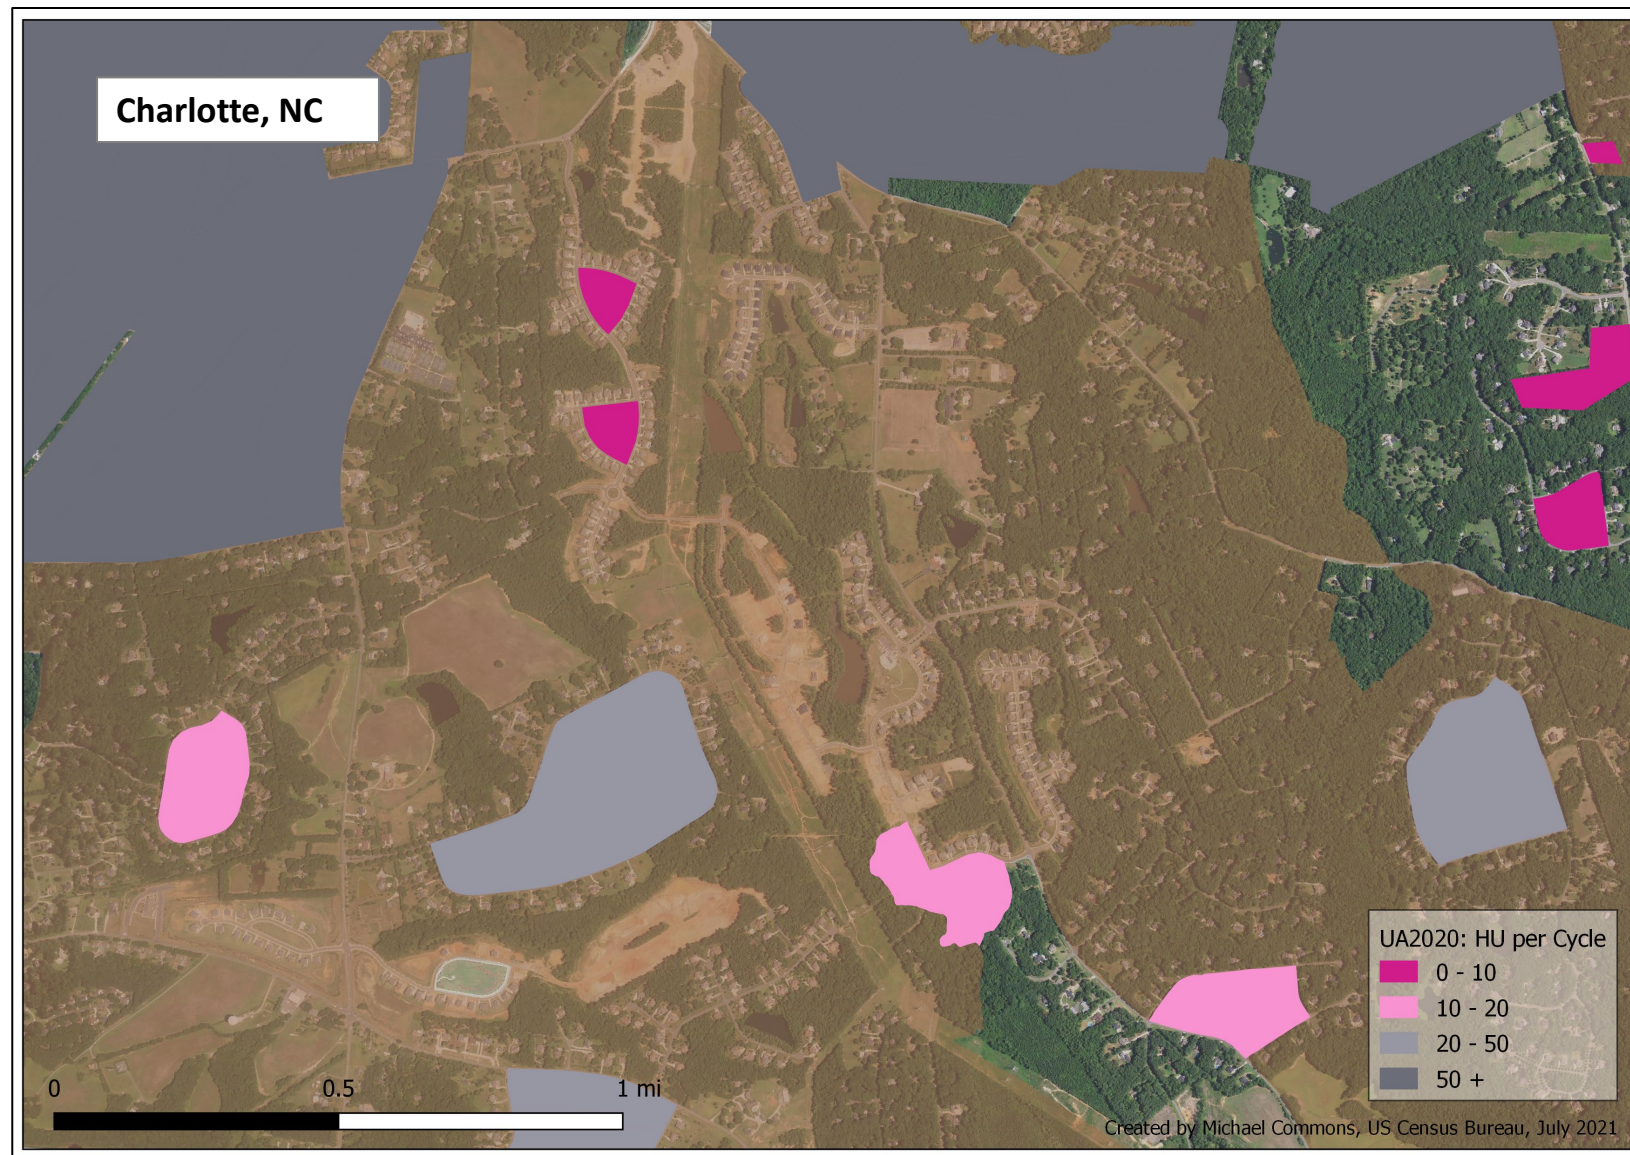 Charlotte, NC
UA2020: HU per Cycle
0 - 10
10 - 20
20 - 50
50 +
0 0.5 1 mi
Created by Michael Commons, US Census Bureau, July 2021